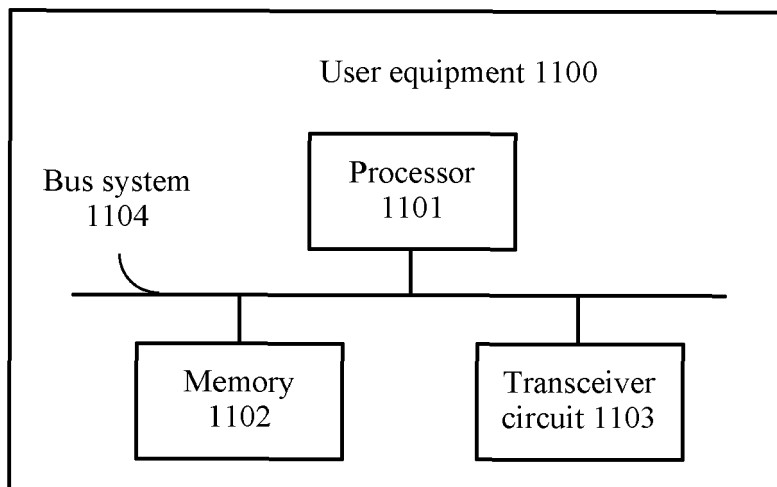 User equipment 1100
Processor
1101
Bus system
1104
Memory
1102
Transceiver
circuit 1103